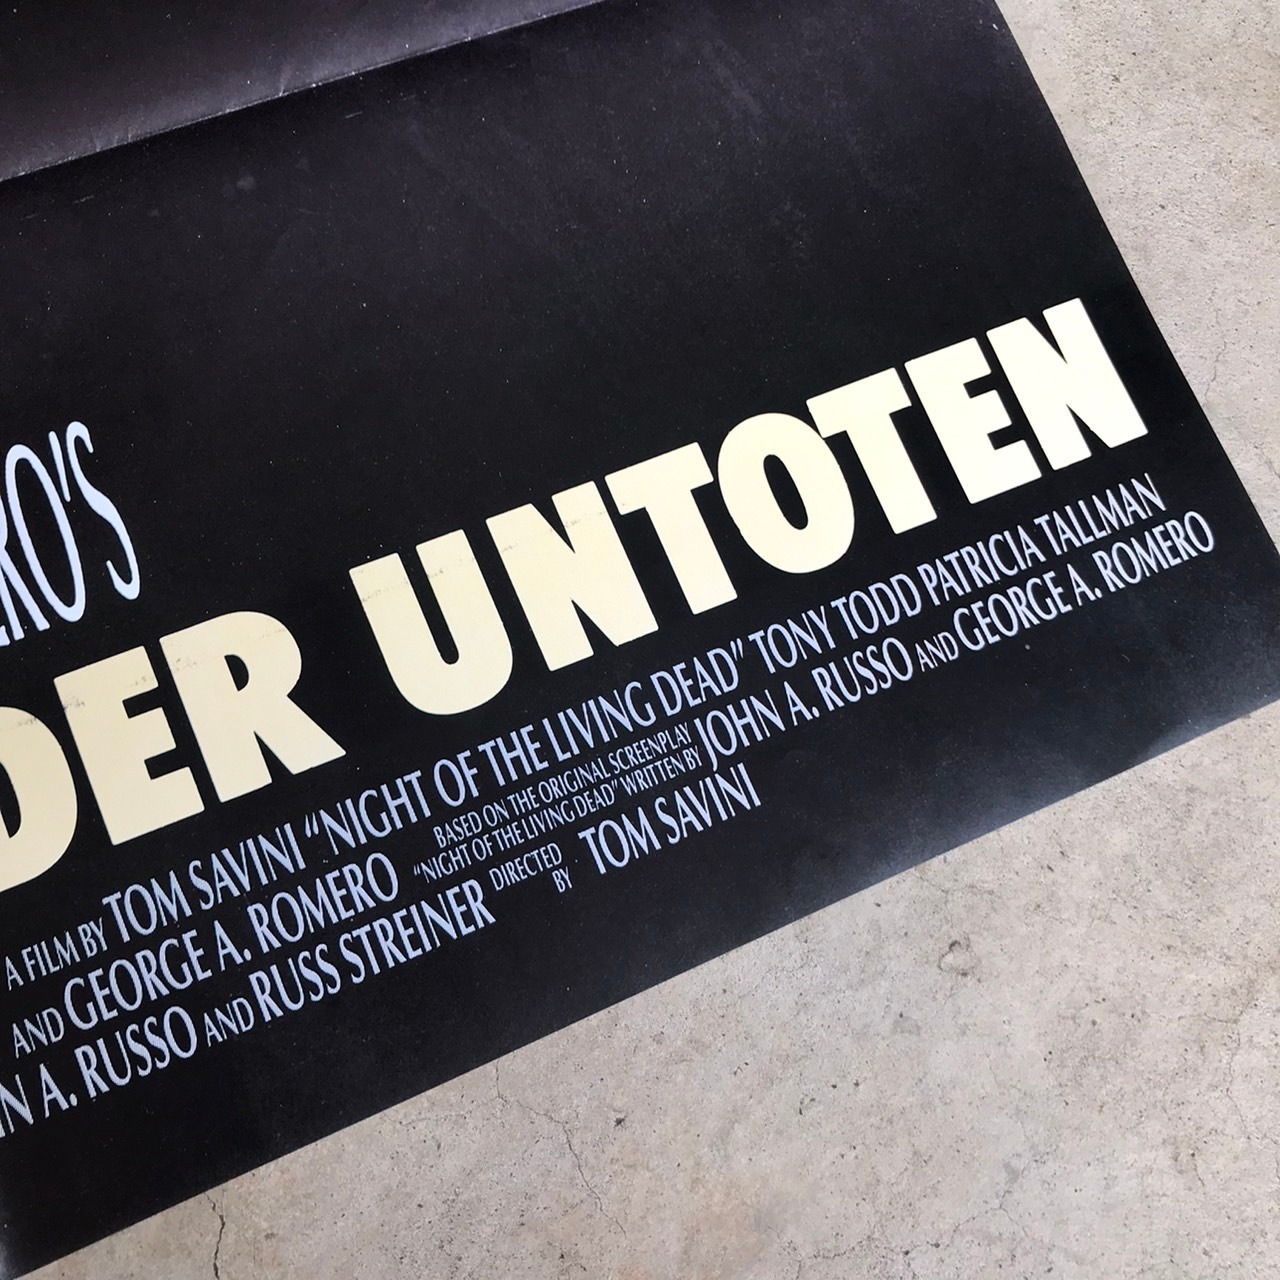 RO'S
DER UNTOTEN
A FILM BY TOM SAVINI “NIGHT OF THE LIVING DEAD” TONY TODD PATRICIA TALLMAN
AND GEORGE A. ROMERO BASED ON THE ORIGINAL SCREENPLAY “NIGHT OF THE LIVING DEAD” WRITTEN BY JOHN A. RUSSO AND GEORGE A. ROMERO
N A. RUSSO AND RUSS STREINER DIRECTED BY TOM SAVINI